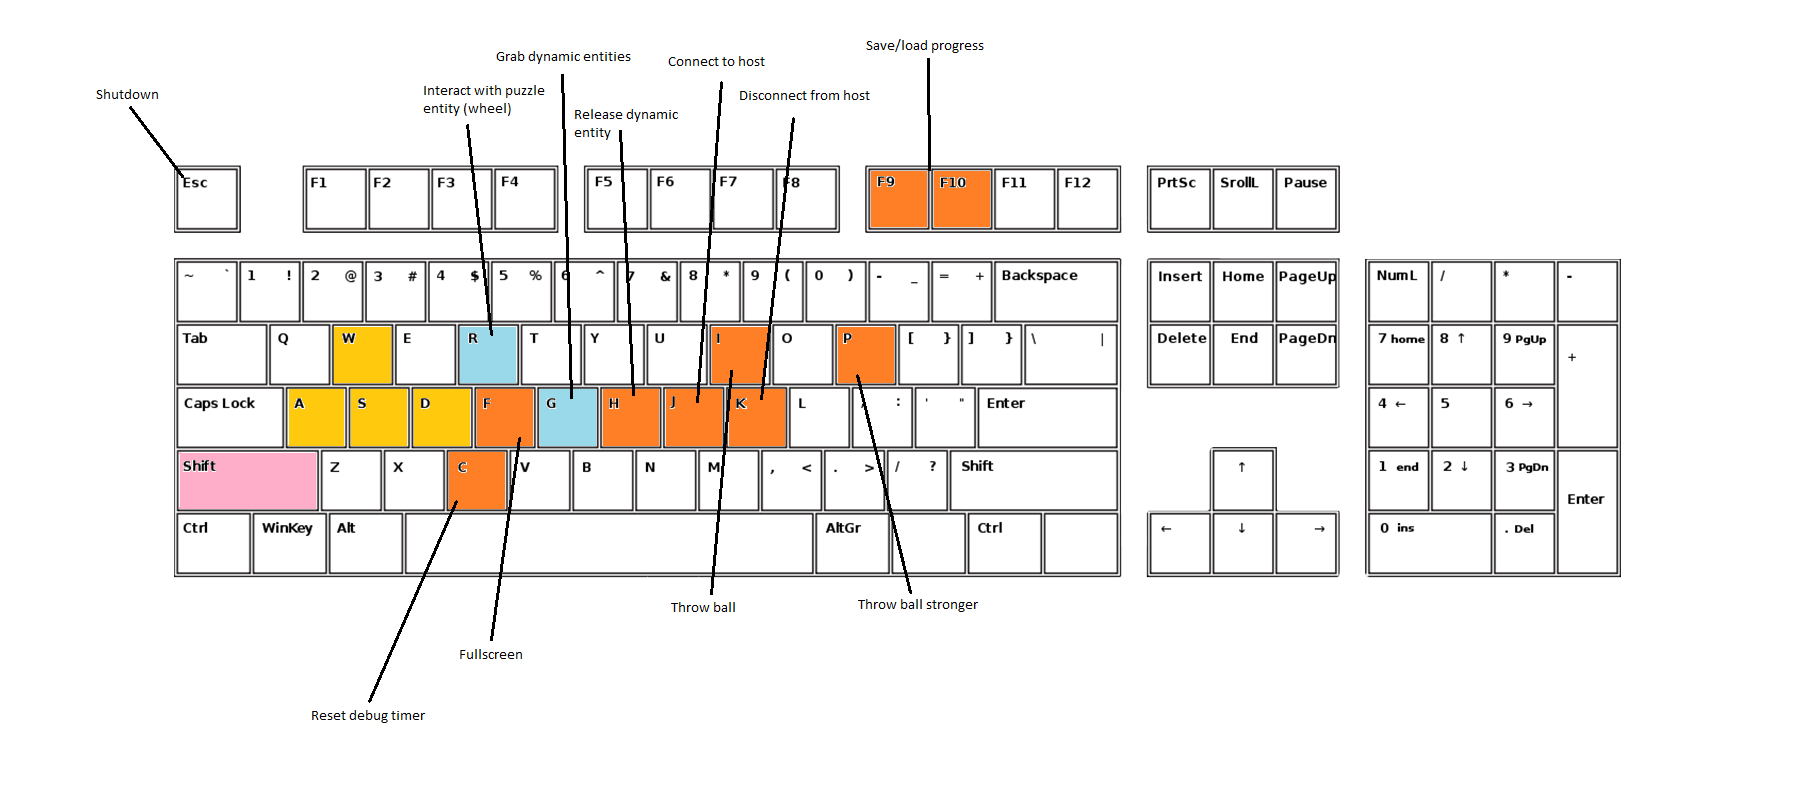 Save/load progress
Grab dynamic entities
Connect to host
Interact with puzzle
entity (wheel)
Shutdown
Disconnect from host
Release dynamic
entity
Esc F1 F2 F3 F4 F5 F6 F7 F8 F9 F10 F11 F12 PrtSc SrollL Pause
~ ` 1 ! 2 @ 3 # 4 $ 5 % 6 ^ 7 & 8 * 9 ( 0 ) - _ = + Backspace Insert Home PageUp NumL / * -
Tab Q W E R T Y U I O P [ } ] } \ | Delete End PageDn 7 home 8 ↑ 9 PgUp
+
Caps Lock A S D F G H J K L : ' " Enter 4 ← 5 6 →
Shift Z X C V B N M , < . > / ? Shift ↑ 1 end 2 ↓ 3 PgDn
Enter
Ctrl WinKey Alt AltGr Ctrl ← ↓ → 0 ins . Del
Throw ball
Throw ball stronger
Fullscreen
Reset debug timer